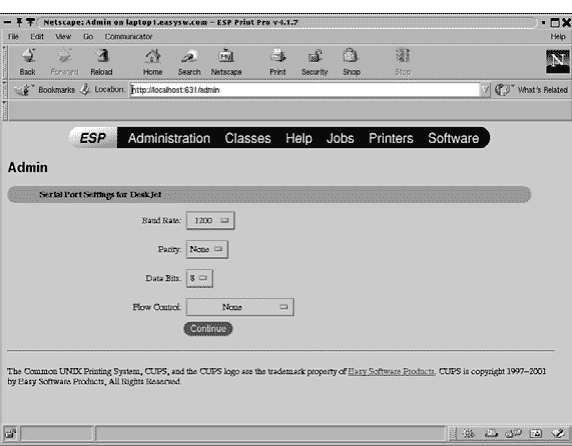 Netscape: Admin on laptop1.easysw.com - ESP Print Pro v4.1.7
File Edit View Go Communicator Help
Back Forward Reload Home Search Netscape Print Security Shop Stop
N
Bookmarks Location: http://localhost:631/admin What's Related
ESP Administration Classes Help Jobs Printers Software
Admin
Serial Port Settings for DeskJet
Baud Rate: 1200
Parity: None
Data Bits: 8
Flow Control: None
Continue
The Common UNIX Printing System, CUPS, and the CUPS logo are the trademark property of Easy Software Products. CUPS is copyright 1997-2001
by Easy Software Products, All Rights Reserved.